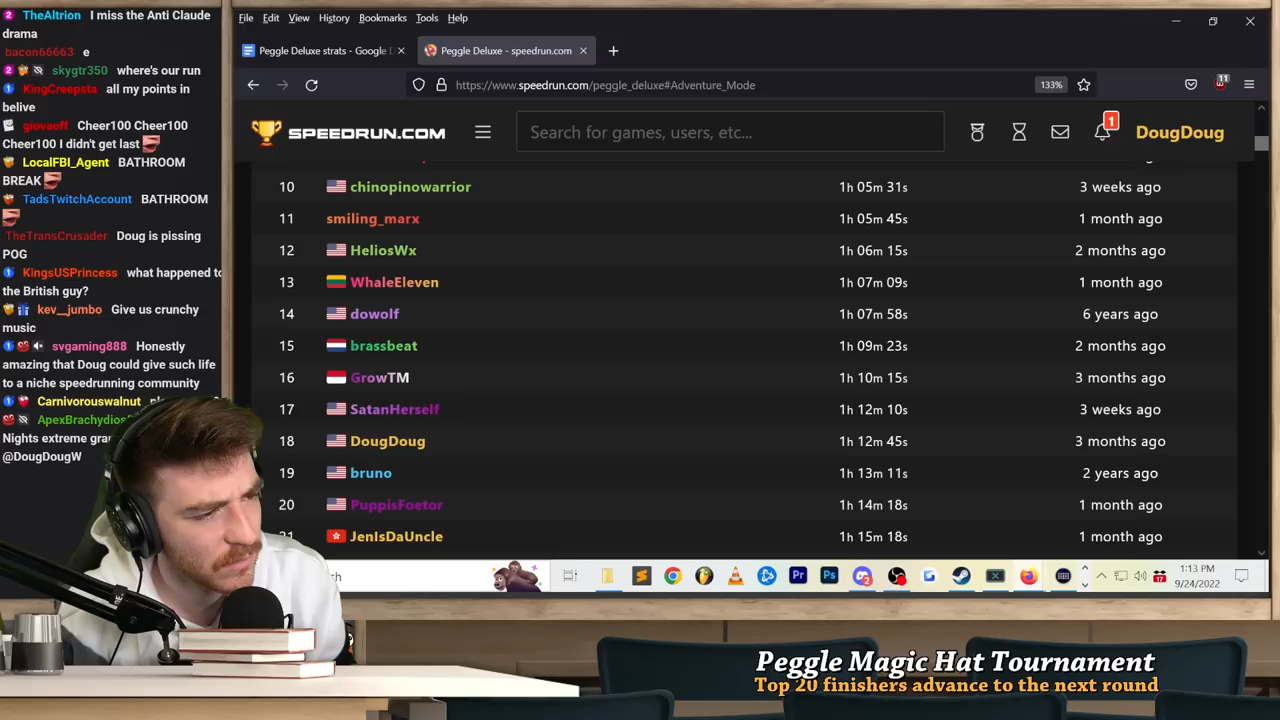 TheAltrion I miss the Anti Claude
drama
bacon66663 e
skygtr350 where's our run
KingCreepsta all my points in
belive
giovaoff Cheer100 Cheer100
Cheer100 I didn't get last
LocalFBI_Agent BATHROOM
BREAK
TadsTwitchAccount BATHROOM
TheTransCrusader Doug is pissing
POG
KingsUSPrincess what happened to
the British guy?
kev__jumbo Give us crunchy
music
svgaming888 Honestly
amazing that Doug could give such life
to a niche speedrunning community
Carnivorouswalnut
ApexBrachydios
Nights extreme
@DougDougW
File Edit View History Bookmarks Tools Help
Peggle Deluxe strats - Google D
Peggle Deluxe - speedrun.com
https://www.speedrun.com/peggle_deluxe#Adventure_Mode
133%
11
SPEEDRUN.COM
Search for games, users, etc...
1
DougDoug
10 chinopinowarrior 1h 05m 31s 3 weeks ago
11 smiling_marx 1h 05m 45s 1 month ago
12 HeliosWx 1h 06m 15s 2 months ago
13 WhaleEleven 1h 07m 09s 1 month ago
14 dowolf 1h 07m 58s 6 years ago
15 brassbeat 1h 09m 23s 2 months ago
16 GrowTM 1h 10m 15s 3 months ago
17 SatanHerself 1h 12m 10s 3 weeks ago
18 DougDoug 1h 12m 45s 3 months ago
19 bruno 1h 13m 11s 2 years ago
20 PuppisFoetor 1h 14m 18s 1 month ago
21 JenIsDaUncle 1h 15m 18s 1 month ago
Pr
Ps
17
1:13 PM
9/24/2022
Peggle Magic Hat Tournament
Top 20 finishers advance to the next round